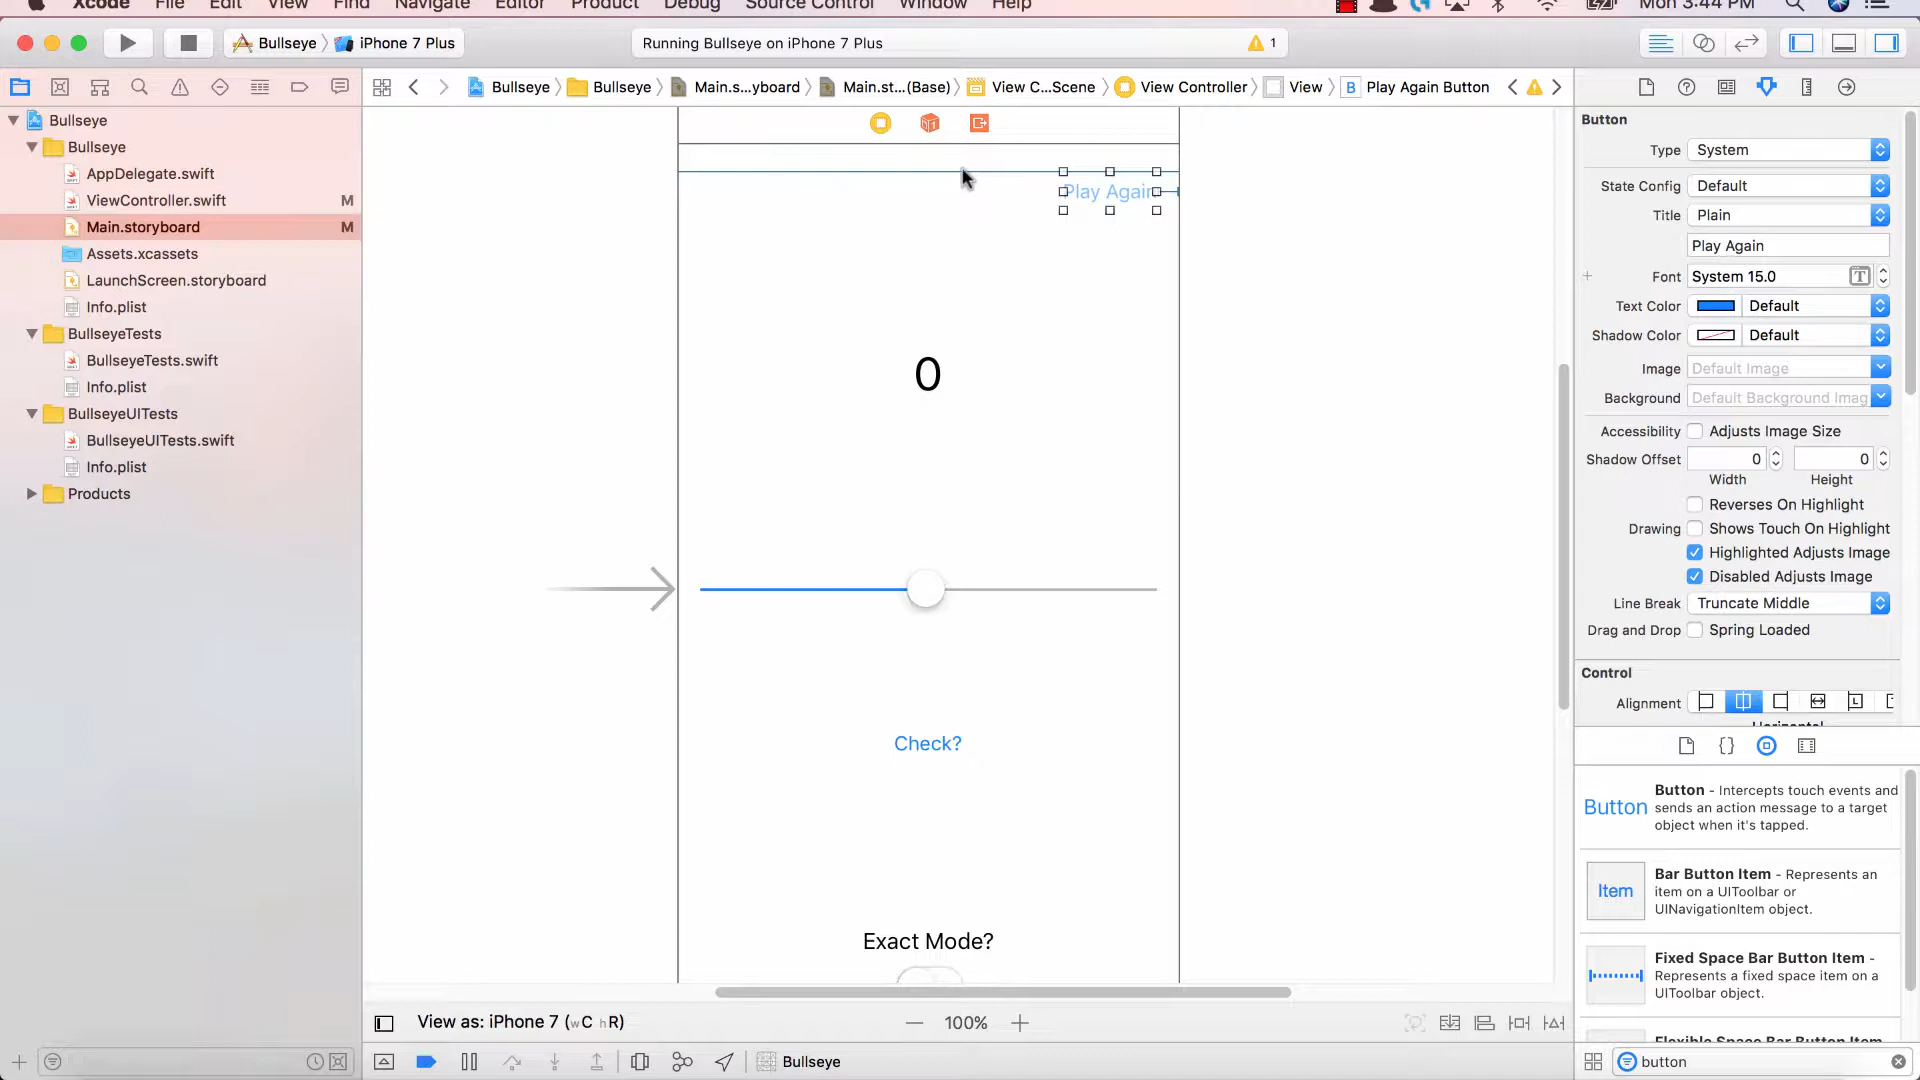 Xcode File Edit View Find Navigate Editor Product Debug Source Control Window Help Mon 3:44 PM
Bullseye iPhone 7 Plus Running Bullseye on iPhone 7 Plus 1
Bullseye Bullseye Main.s...yboard Main.st...(Base) View C...Scene View Controller View B Play Again Button
Bullseye
Bullseye
AppDelegate.swift
ViewController.swift M
Main.storyboard M
Assets.xcassets
LaunchScreen.storyboard
Info.plist
BullseyeTests
BullseyeTests.swift
Info.plist
BullseyeUITests
BullseyeUITests.swift
Info.plist
Products
Play Again
0
Check?
Exact Mode?
View as: iPhone 7 (wC hR) 100%
Bullseye
Button
Type System
State Config Default
Title Plain
Play Again
Font System 15.0
Text Color Default
Shadow Color Default
Image Default Image
Background Default Background Imag
Accessibility Adjusts Image Size
Shadow Offset 0 0
Width Height
Reverses On Highlight
Drawing Shows Touch On Highlight
Highlighted Adjusts Image
Disabled Adjusts Image
Line Break Truncate Middle
Drag and Drop Spring Loaded
Control
Alignment
Horizontal
Button Button - Intercepts touch events and
sends an action message to a target
object when it's tapped.
Item Bar Button Item - Represents an
item on a UIToolbar or
UINavigationItem object.
Fixed Space Bar Button Item -
Represents a fixed space item on a
UIToolbar object.
Flexible Space Bar Button Item
button